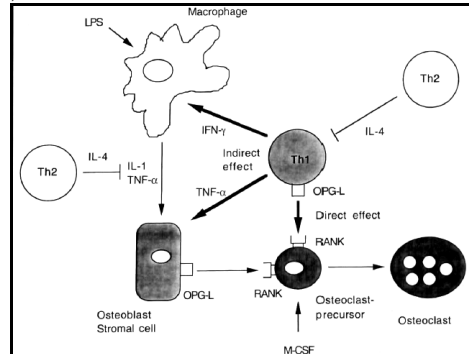 Macrophage
LPS
Th2
IFN-γ
IL-4
Indirect
effect
Th1
Th2
IL-4
IL-1
TNF-α
TNF-α
OPG-L
Direct effect
RANK
OPG-L
RANK
Osteoclast-
precursor
Osteoblast
Stromal cell
Osteoclast
M-CSF